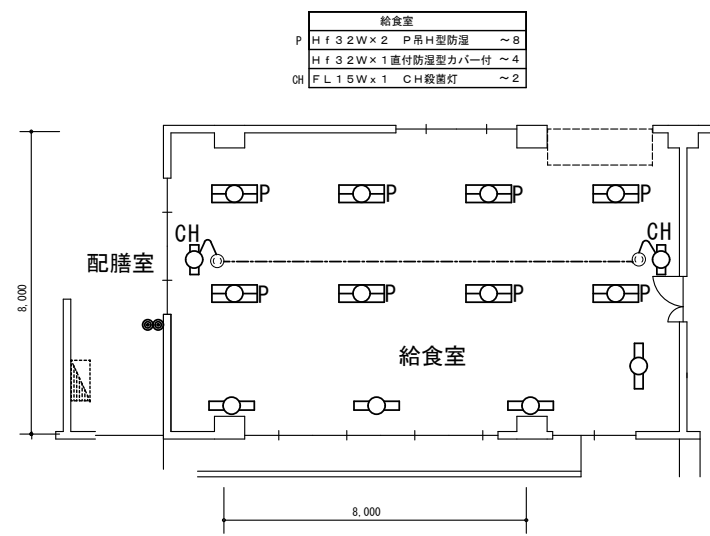 給食室
P Ｈｆ３２Ｗ×２ Ｐ吊Ｈ型防湿 ～８
Ｈｆ３２Ｗ×１直付防湿型カバー付 ～４
CH ＦＬ１５Ｗｘ１ ＣＨ殺菌灯 ～２
P P P P
CH CH
配膳室
8,000
P P P P
給食室
8,000